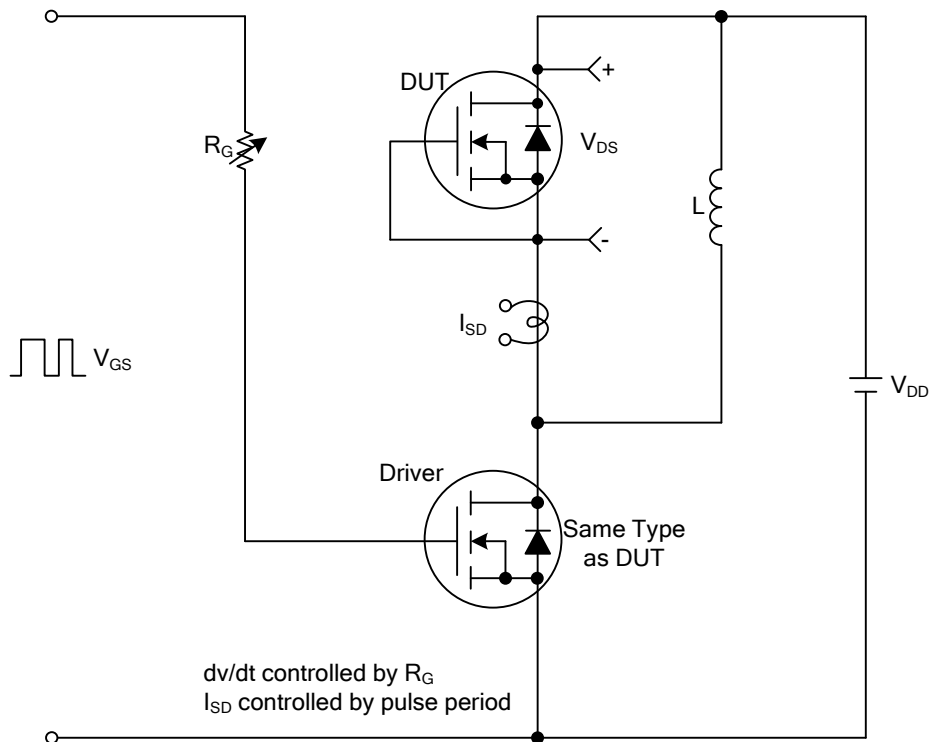 DUT
+
R_G
V_DS
L
-
I_SD
V_GS
V_DD
Driver
Same Type
as DUT
dv/dt controlled by R_G
I_SD controlled by pulse period